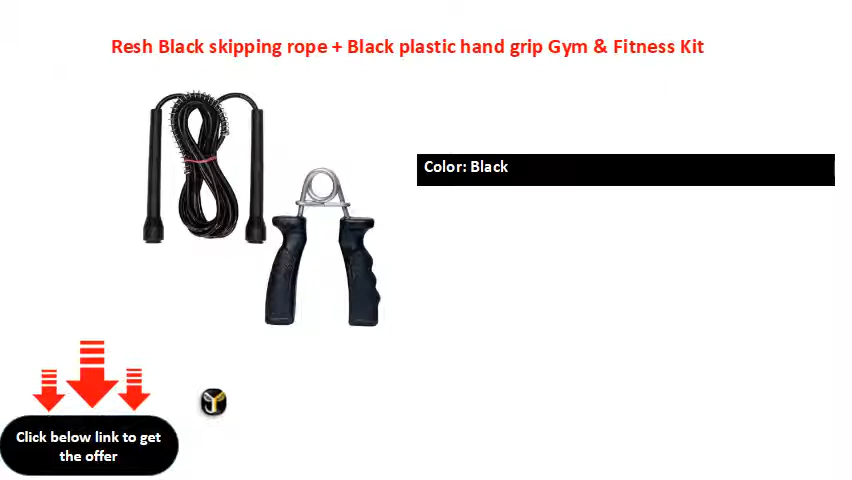 Resh Black skipping rope + Black plastic hand grip Gym & Fitness Kit
Color: Black
Click below link to get
the offer